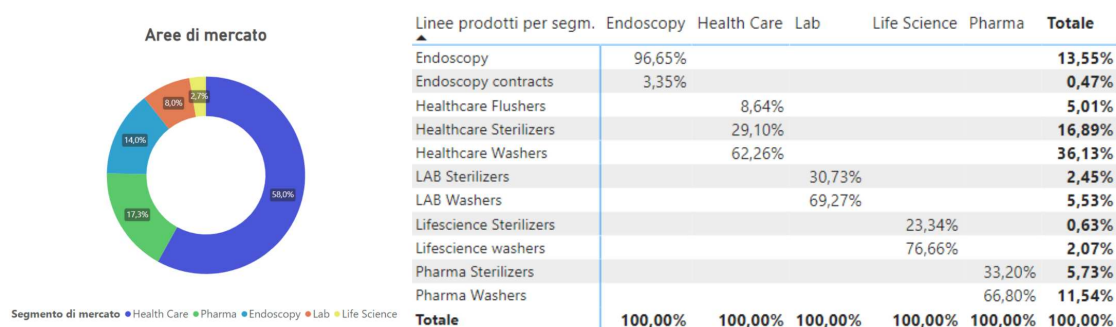 Aree di mercato
2,7%
8,0%
14,0%
58,0%
17,3%
Segmento di mercato Health Care Pharma Endoscopy Lab Life Science
Linee prodotti per segm. Endoscopy Health Care Lab Life Science Pharma Totale
Endoscopy 96,65% 13,55%
Endoscopy contracts 3,35% 0,47%
Healthcare Flushers 8,64% 5,01%
Healthcare Sterilizers 29,10% 16,89%
Healthcare Washers 62,26% 36,13%
LAB Sterilizers 30,73% 2,45%
LAB Washers 69,27% 5,53%
Lifescience Sterilizers 23,34% 0,63%
Lifescience washers 76,66% 2,07%
Pharma Sterilizers 33,20% 5,73%
Pharma Washers 66,80% 11,54%
Totale 100,00% 100,00% 100,00% 100,00% 100,00% 100,00%